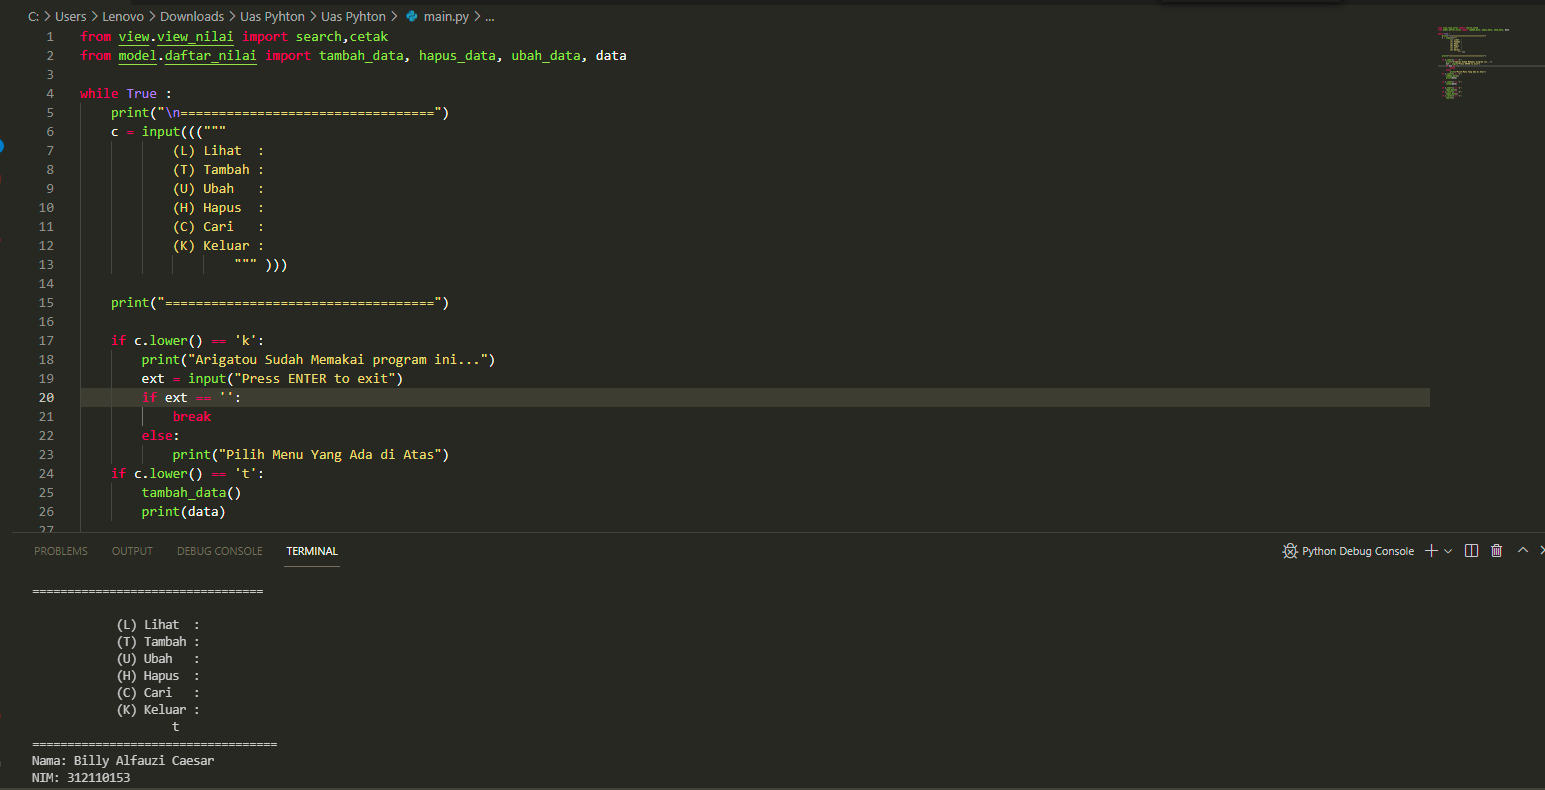 C: > Users > Lenovo > Downloads > Uas Pyhton > Uas Pyhton > main.py > ...
1 from view.view_nilai import search,cetak
2 from model.daftar_nilai import tambah_data, hapus_data, ubah_data, data
3
4 while True :
5 print("\n=================================")
6 c = input((("""
7 (L) Lihat :
8 (T) Tambah :
9 (U) Ubah :
10 (H) Hapus :
11 (C) Cari :
12 (K) Keluar :
13 """ )))
14
15 print("===================================")
16
17 if c.lower() == 'k':
18 print("Arigatou Sudah Memakai program ini...")
19 ext = input("Press ENTER to exit")
20 if ext == '':
21 break
22 else:
23 print("Pilih Menu Yang Ada di Atas")
24 if c.lower() == 't':
25 tambah_data()
26 print(data)
27
PROBLEMS OUTPUT DEBUG CONSOLE TERMINAL Python Debug Console
=================================
(L) Lihat :
(T) Tambah :
(U) Ubah :
(H) Hapus :
(C) Cari :
(K) Keluar :
t
===================================
Nama: Billy Alfauzi Caesar
NIM: 312110153